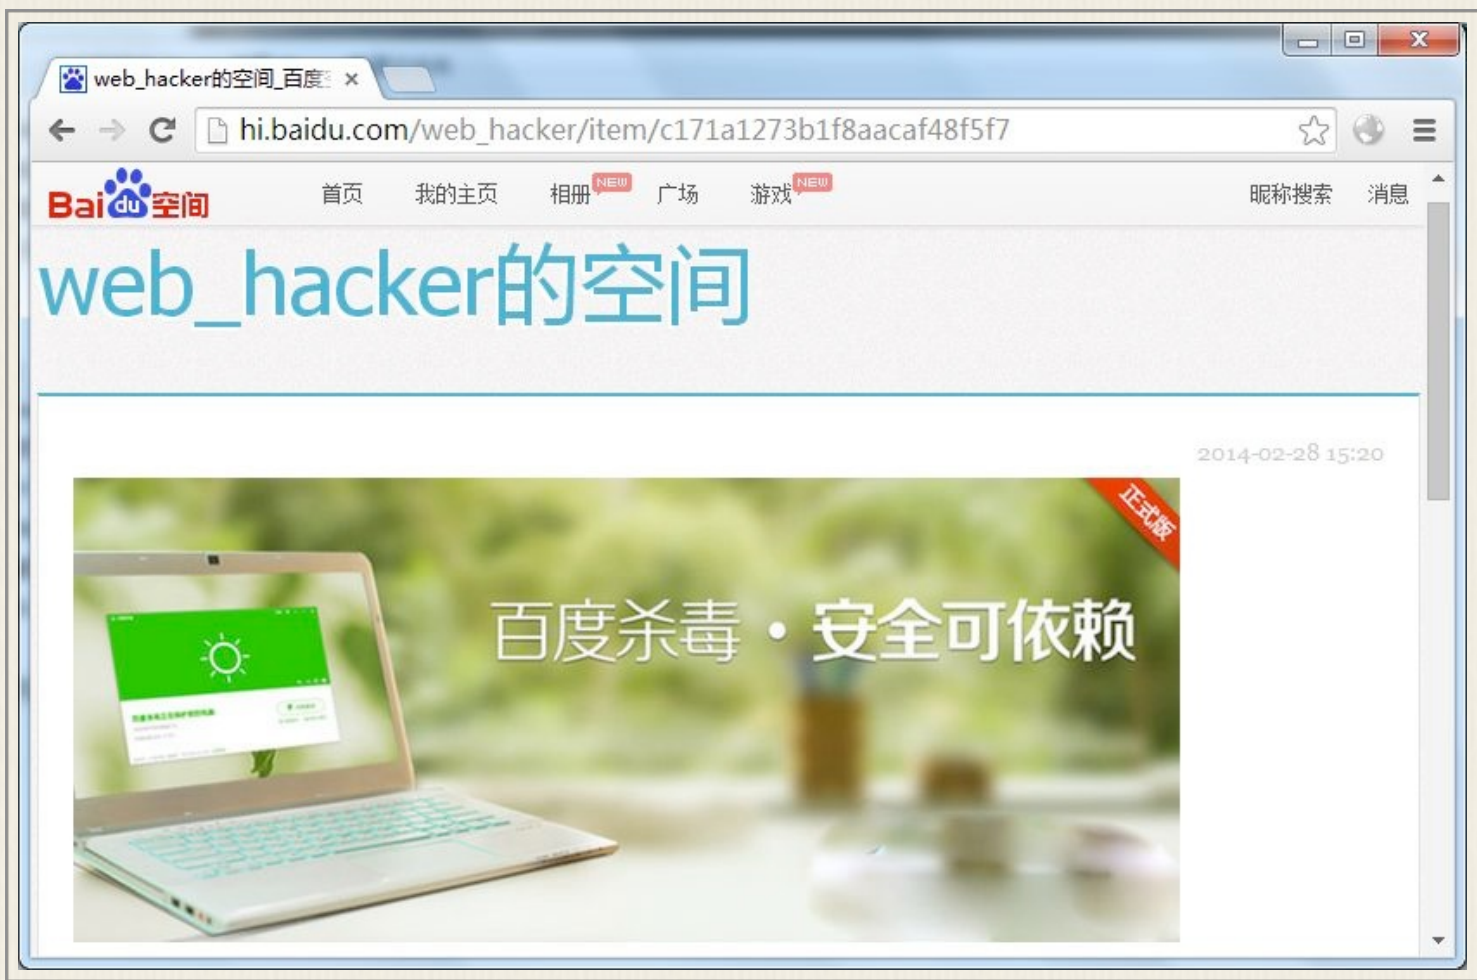 web_hacker的空间_百度
hi.baidu.com/web_hacker/item/c171a1273b1f8aacaf48f5f7
Bai du 空间 首页 我的主页 相册 NEW 广场 游戏 NEW 昵称搜索 消息
web_hacker的空间
2014-02-28 15:20
正式版
百度杀毒·安全可依赖